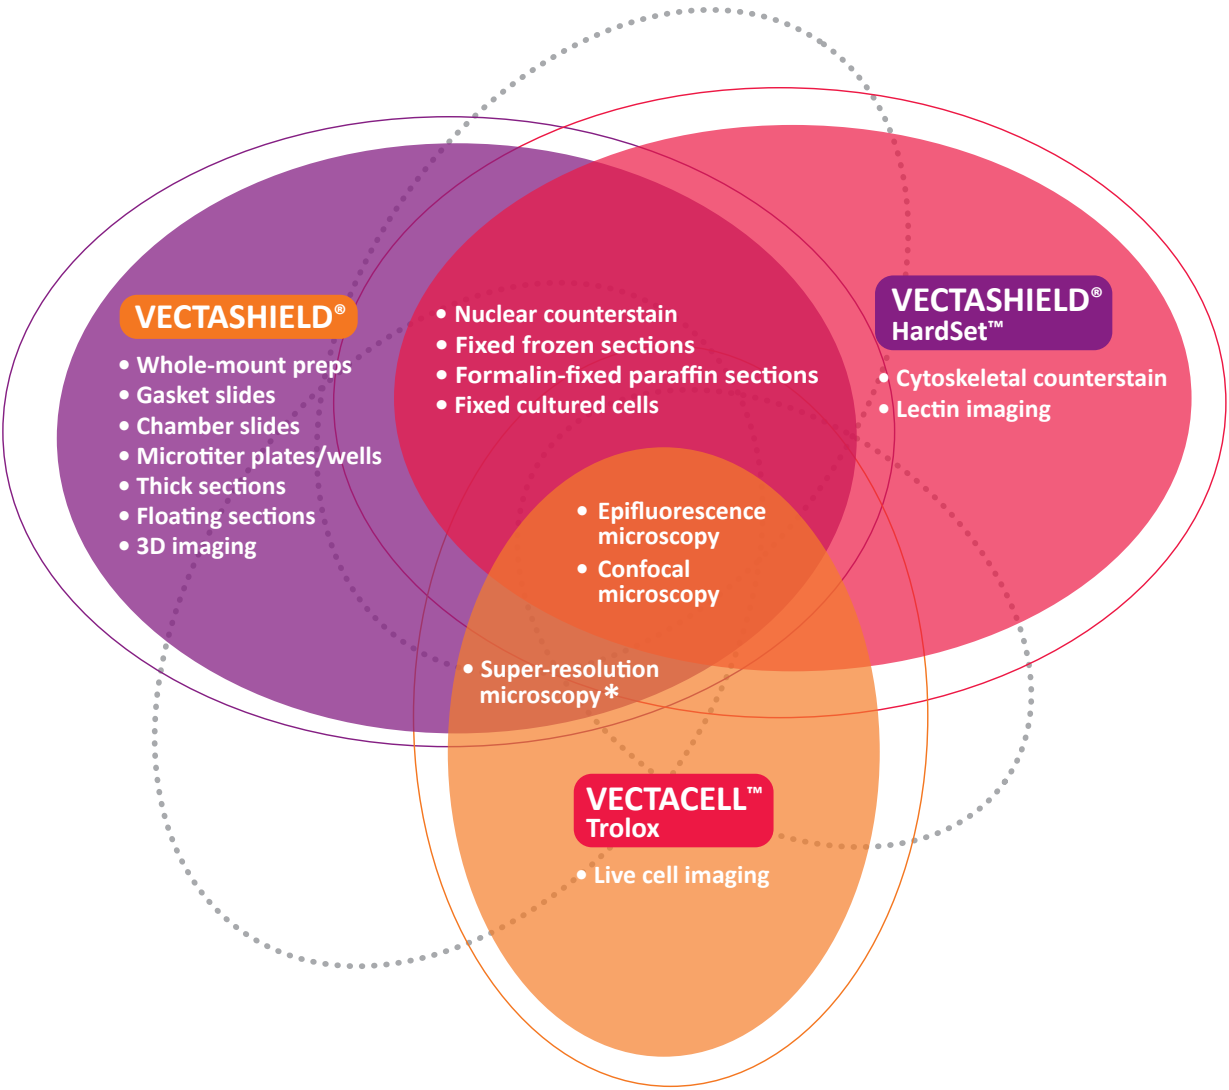 VECTASHIELD®
• Whole-mount preps
• Gasket slides
• Chamber slides
• Microtiter plates/wells
• Thick sections
• Floating sections
• 3D imaging
• Nuclear counterstain
• Fixed frozen sections
• Formalin-fixed paraffin sections
• Fixed cultured cells
VECTASHIELD®
HardSet™
• Cytoskeletal counterstain
• Lectin imaging
• Epifluorescence
microscopy
• Confocal
microscopy
• Super-resolution
microscopy*
VECTACELL™
Trolox
• Live cell imaging